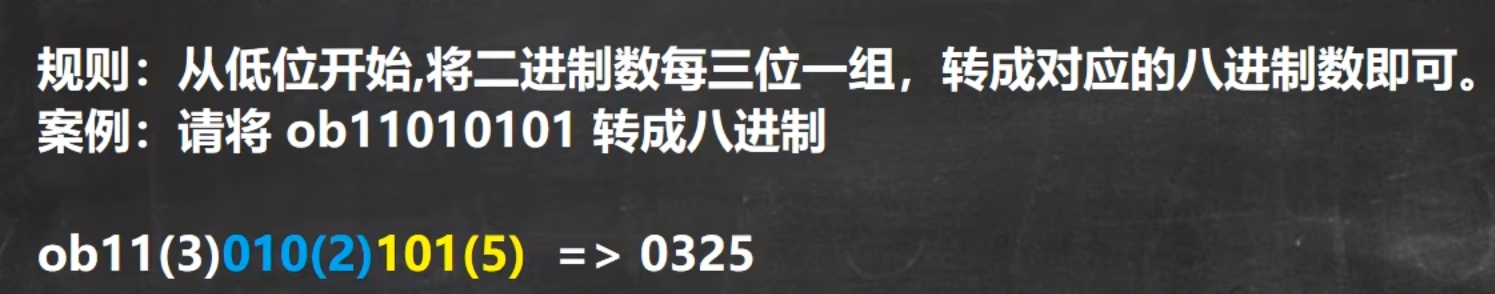 规则：从低位开始,将二进制数每三位一组，转成对应的八进制数即可。
案例：请将 ob11010101 转成八进制
ob11(3)010(2)101(5) => 0325